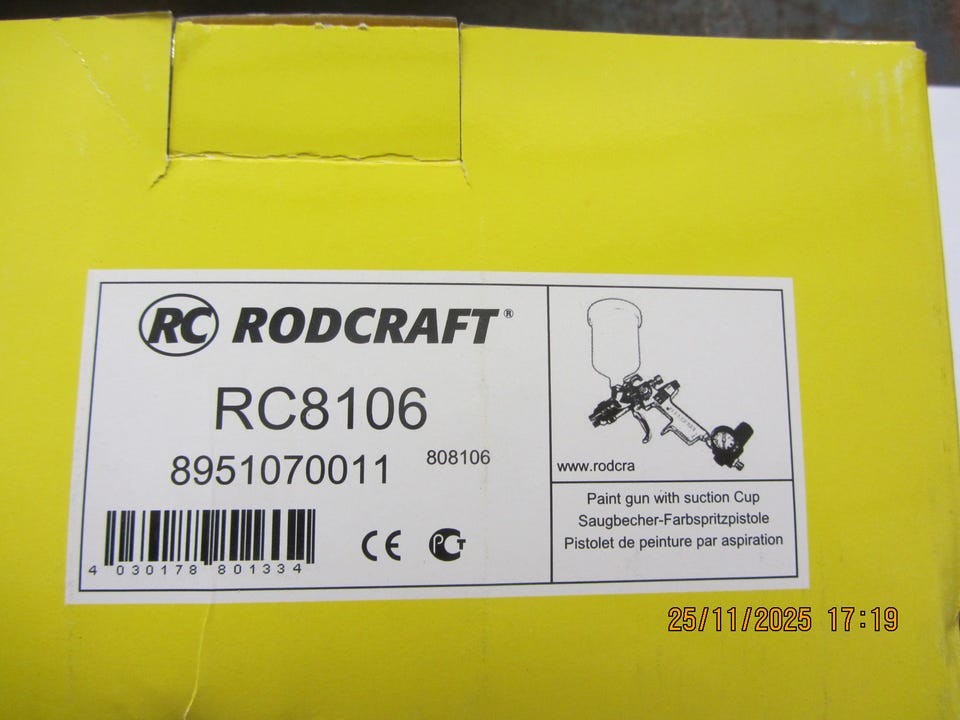 RC RODCRAFT®
RC8106
8951070011 808106
4 030178 801334
CE PCT
www.rodcra
Paint gun with suction Cup
Saugbecher-Farbspritzpistole
Pistolet de peinture par aspiration
25/11/2025 17:19